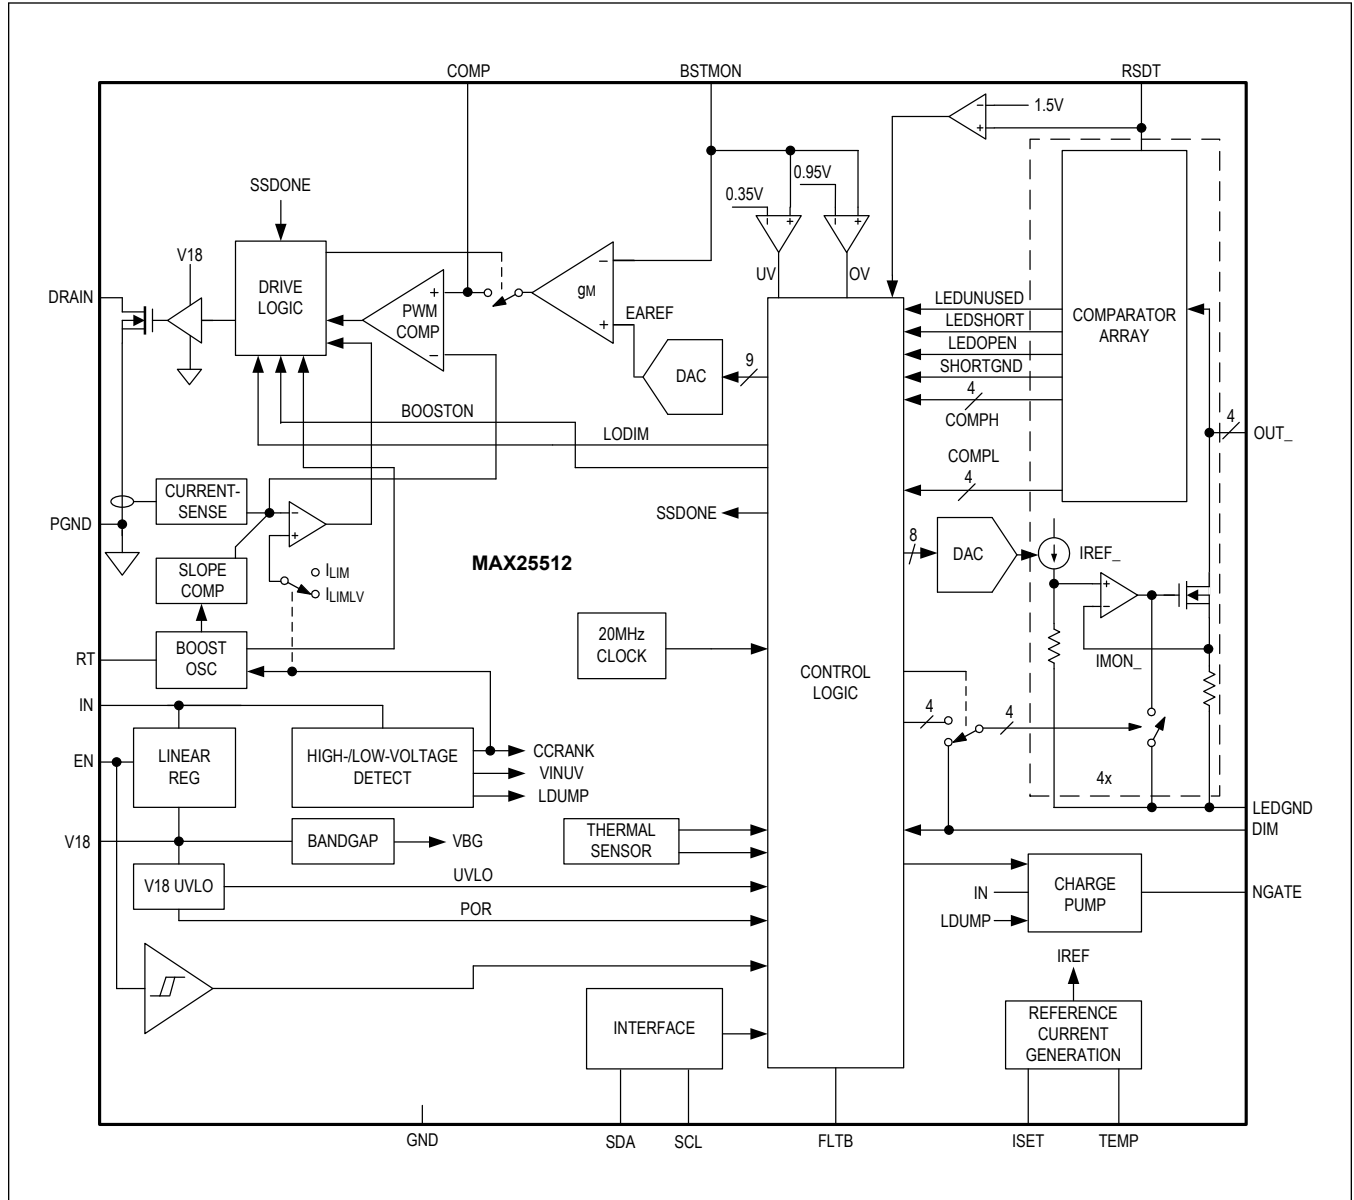 COMP
BSTMON
RSDT
1.5V
−
+
SSDONE
0.35V
0.95V
−
+
−
+
V18
UV
OV
DRAIN
DRIVE
LOGIC
+
PWM
COMP
−
−
gM
+
EAREF
DAC
9
LEDUNUSED
LEDSHORT
LEDOPEN
SHORTGND
4
COMPH
COMPL
4
COMPARATOR
ARRAY
4
OUT_
BOOSTON
LODIM
CURRENT-
SENSE
PGND
−
+
SSDONE
MAX25512
8
DAC
IREF_
+
−
IMON_
SLOPE
COMP
ILIM
ILIMLV
RT
BOOST
OSC
20MHz
CLOCK
CONTROL
LOGIC
IN
EN
LINEAR
REG
HIGH-/LOW-VOLTAGE
DETECT
CCRANK
VINUV
LDUMP
4
4
4x
LEDGND
DIM
V18
BANDGAP
VBG
THERMAL
SENSOR
V18 UVLO
UVLO
POR
IN
LDUMP
CHARGE
PUMP
NGATE
IREF
REFERENCE
CURRENT
GENERATION
INTERFACE
GND
SDA
SCL
FLTB
ISET
TEMP